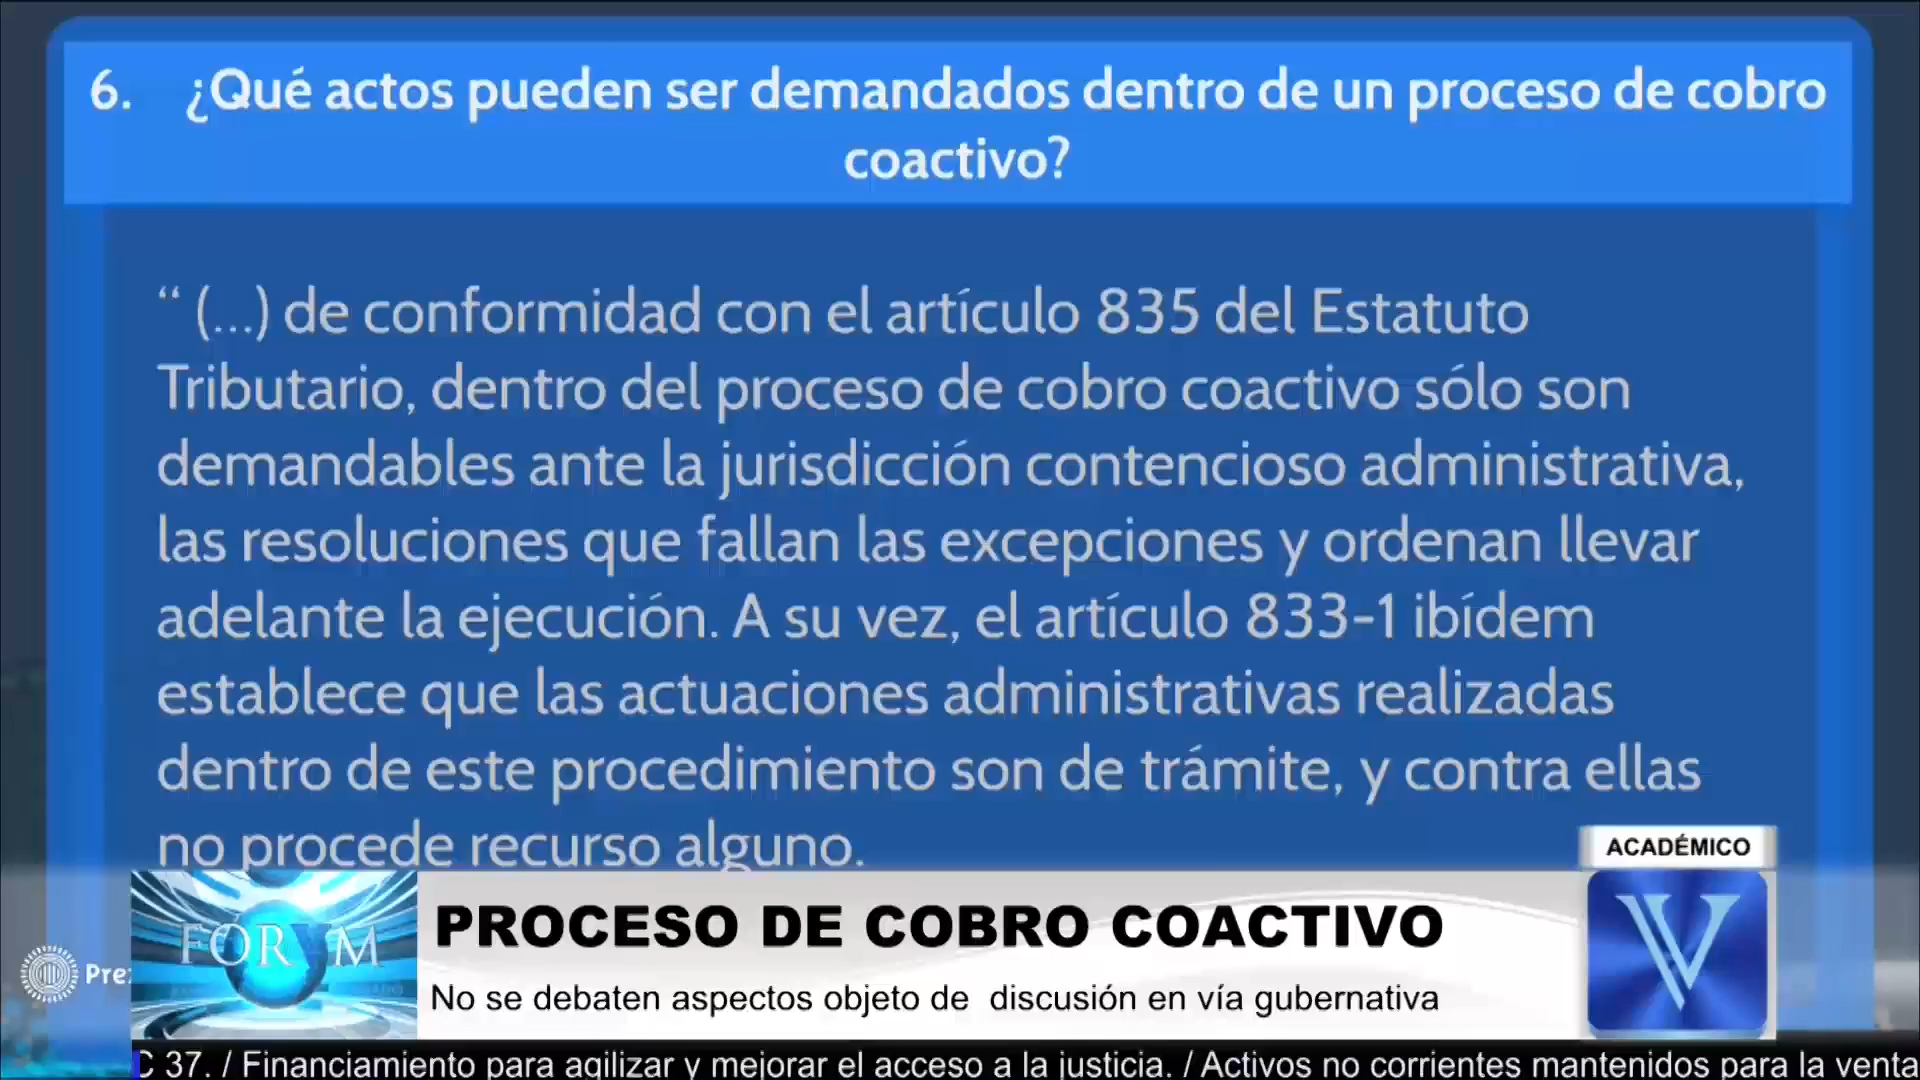 6. ¿Qué actos pueden ser demandados dentro de un proceso de cobro
coactivo?
“ (...) de conformidad con el artículo 835 del Estatuto
Tributario, dentro del proceso de cobro coactivo sólo son
demandables ante la jurisdicción contencioso administrativa,
las resoluciones que fallan las excepciones y ordenan llevar
adelante la ejecución. A su vez, el artículo 833-1 ibídem
establece que las actuaciones administrativas realizadas
dentro de este procedimiento son de trámite, y contra ellas
no procede recurso alguno.
ACADÉMICO
FORVM
PROCESO DE COBRO COACTIVO
V
Pre
No se debaten aspectos objeto de discusión en vía gubernativa
C 37. / Financiamiento para agilizar y mejorar el acceso a la justicia. / Activos no corrientes mantenidos para la venta